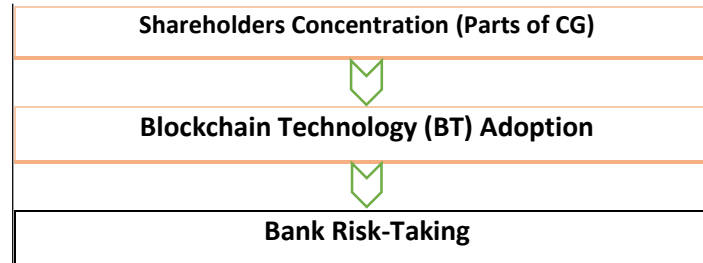 Shareholders Concentration (Parts of CG)
Blockchain Technology (BT) Adoption
Bank Risk-Taking